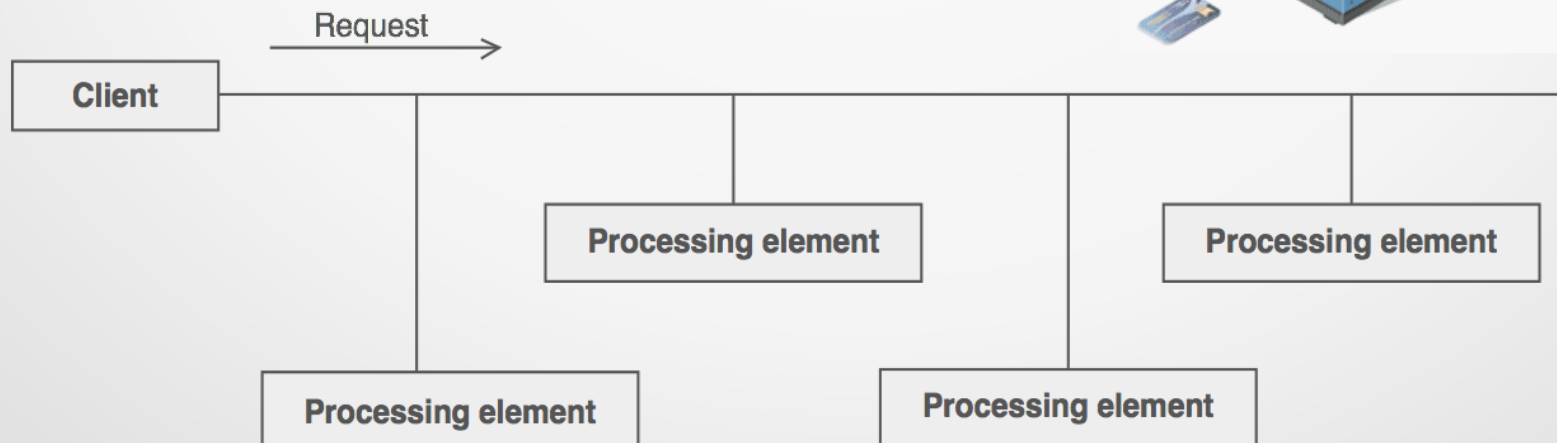 Request
Client
Processing element
Processing element
Processing element
Processing element